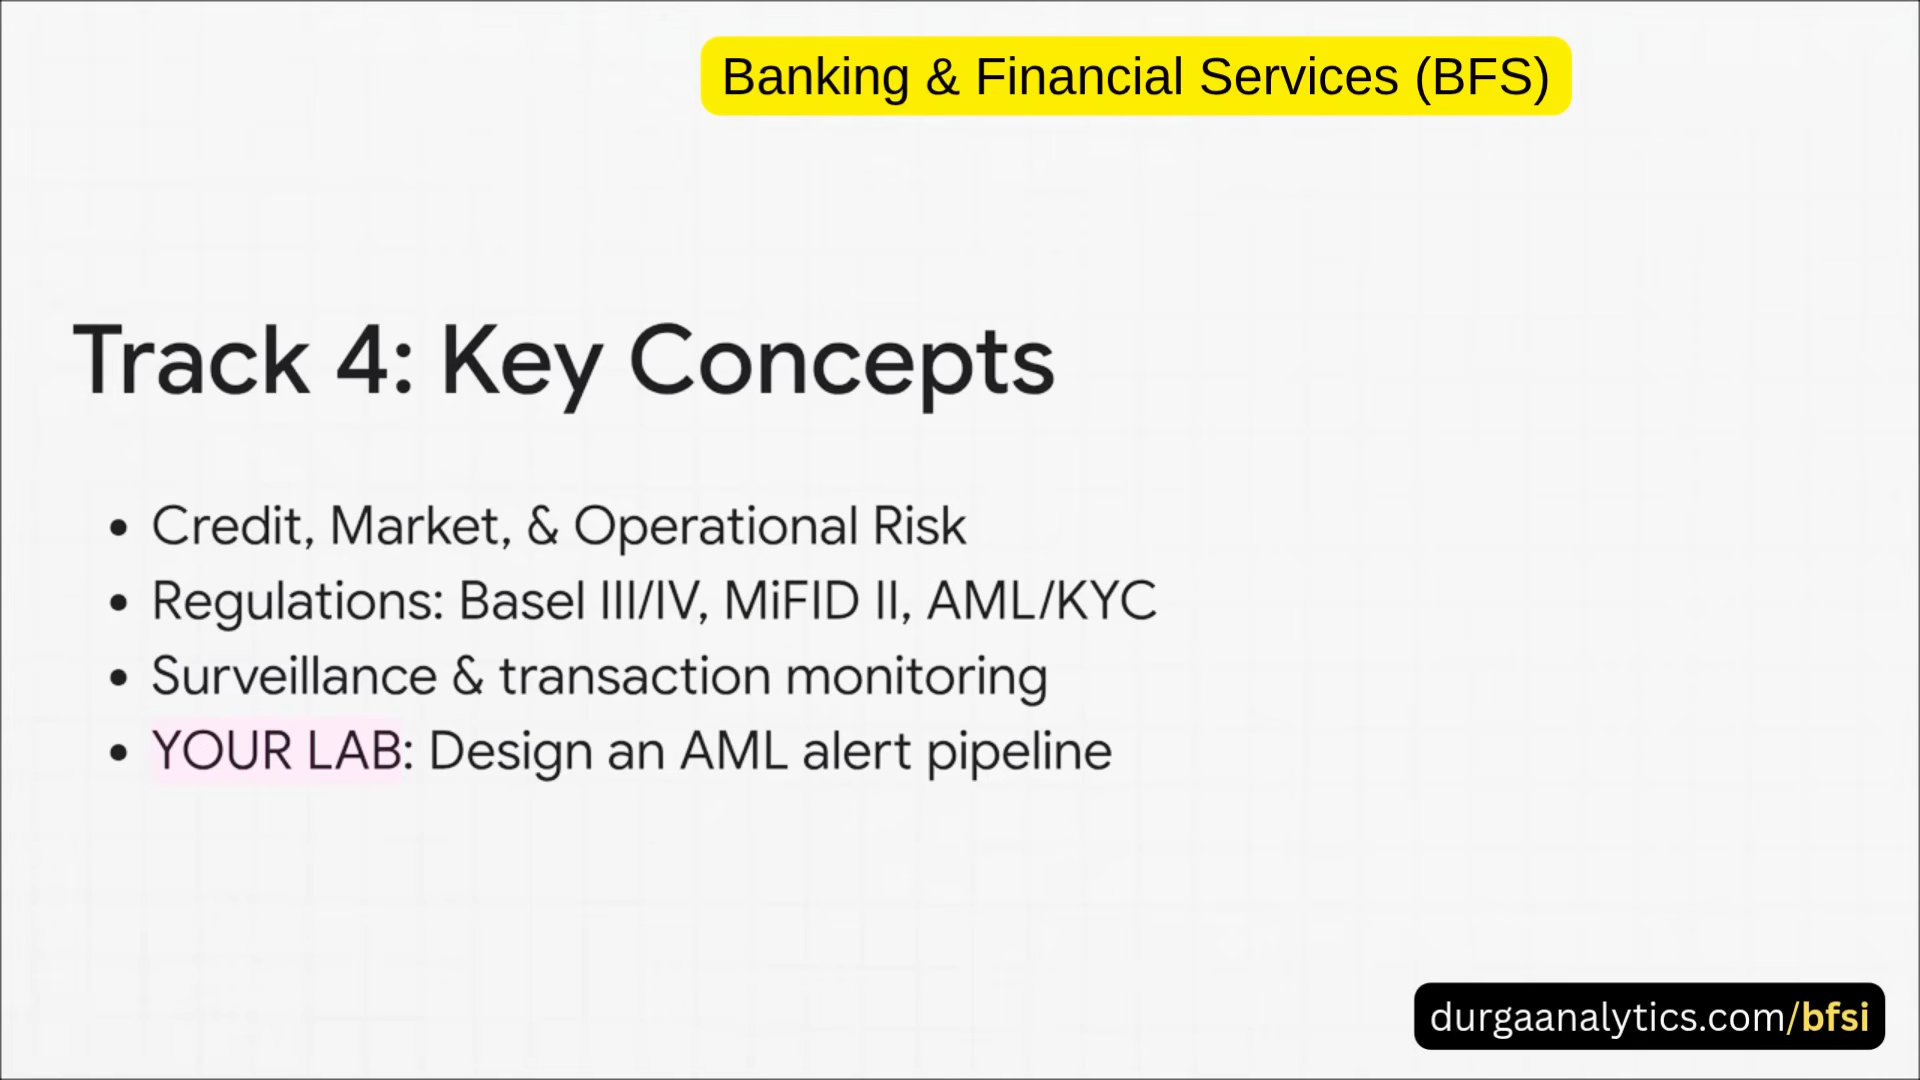 Banking & Financial Services (BFS)
Track 4: Key Concepts
• Credit, Market, & Operational Risk
• Regulations: Basel III/IV, MiFID II, AML/KYC
• Surveillance & transaction monitoring
• YOUR LAB: Design an AML alert pipeline
durgaanalytics.com/bfsi